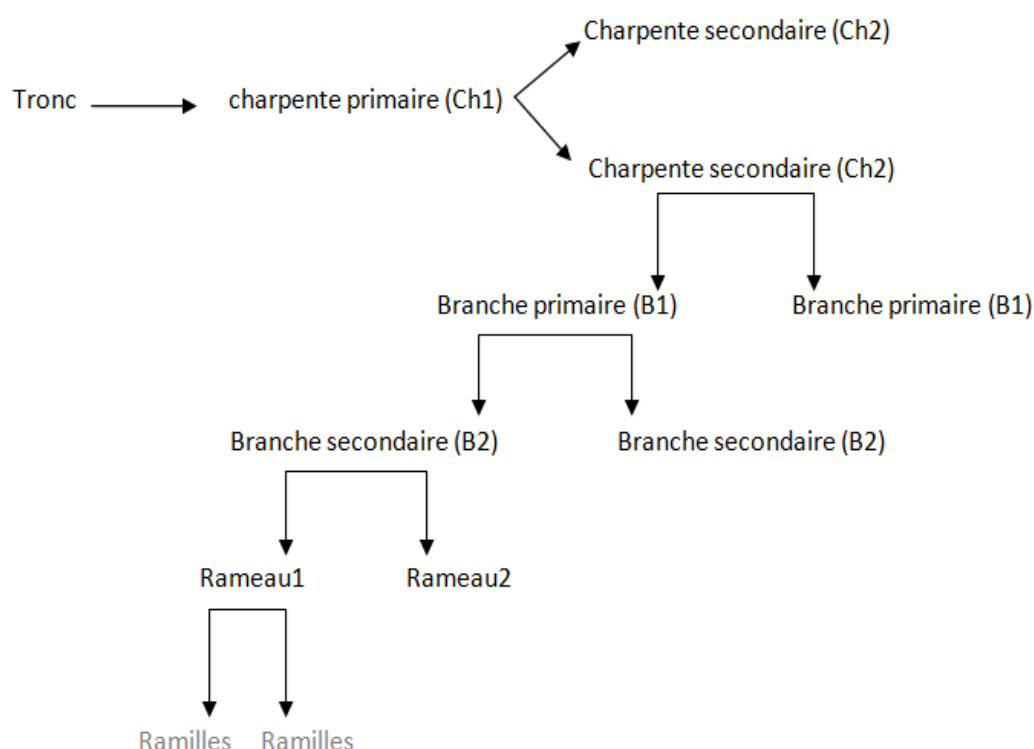 Charpente secondaire (Ch2)
Tronc
charpente primaire (Ch1)
Charpente secondaire (Ch2)
Branche primaire (B1)
Branche primaire (B1)
Branche secondaire (B2)
Branche secondaire (B2)
Rameau1
Rameau2
Ramilles
Ramilles